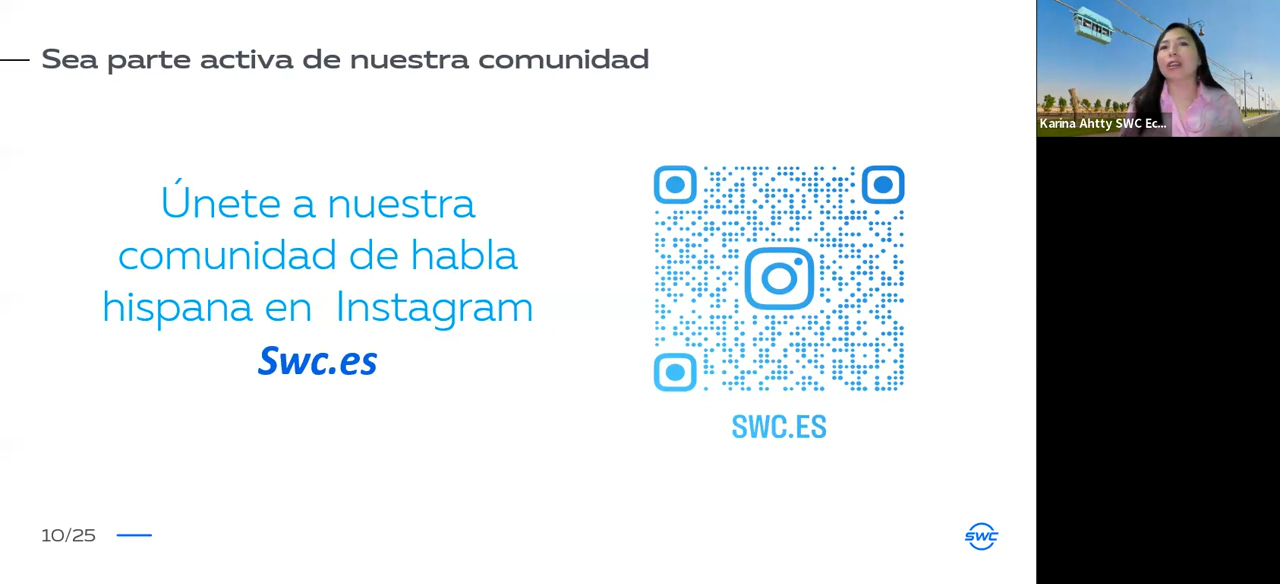 Sea parte activa de nuestra comunidad
Únete a nuestra
comunidad de habla
hispana en Instagram
Swc.es
SWC.ES
10/25
SWC
Karina Ahtty SWC Ec...